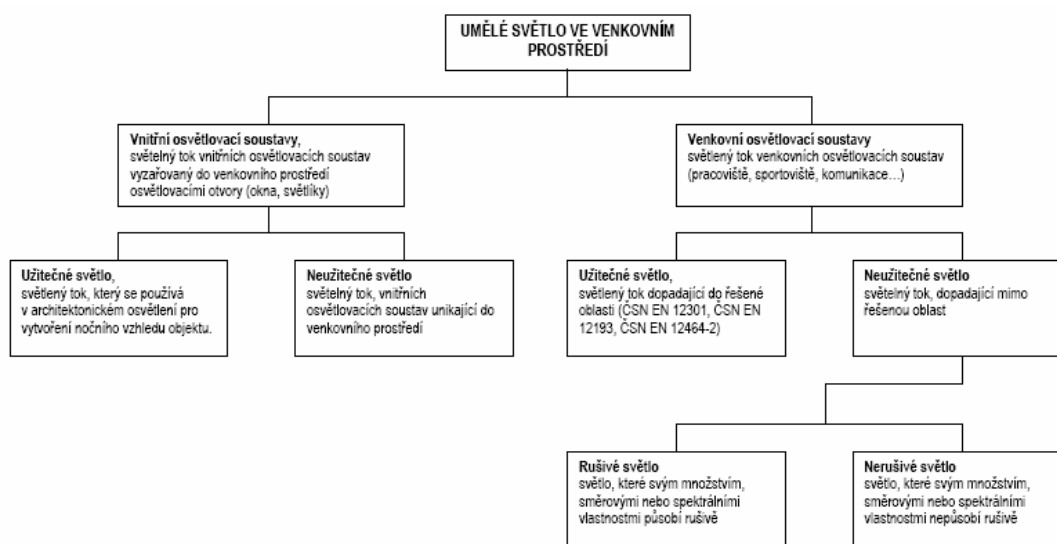 UMĚLÉ SVĚTLO VE VENKOVNÍM
PROSTŘEDÍ
Vnitřní osvětlovací soustavy,
světelný tok vnitřních osvětlovacích soustav
vyzařovaný do venkovního prostředí
osvětlovacími otvory (okna, světlíky)
Venkovní osvětlovací soustavy
světlený tok venkovních osvětlovacích soustav
(pracoviště, sportoviště, komunikace...)
Užitečné světlo,
světlený tok, který se používá
v architektonickém osvětlení pro
vytvoření nočního vzhledu objektu.
Neužitečné světlo
světelný tok, vnitřních
osvětlovacích soustav unikající do
venkovního prostředí
Užitečné světlo,
světlený tok dopadající do řešené
oblasti (ČSN EN 12301, ČSN EN
12193, ČSN EN 12464-2)
Neužitečné světlo
světelný tok, dopadající mimo
řešenou oblast
Rušivé světlo
světlo, které svým množstvím,
směrovými nebo spektrálními
vlastnostmi působí rušivě
Nerušivé světlo
světlo, které svým množstvím,
směrovými nebo spektrálními
vlastnostmi nepůsobí rušivě